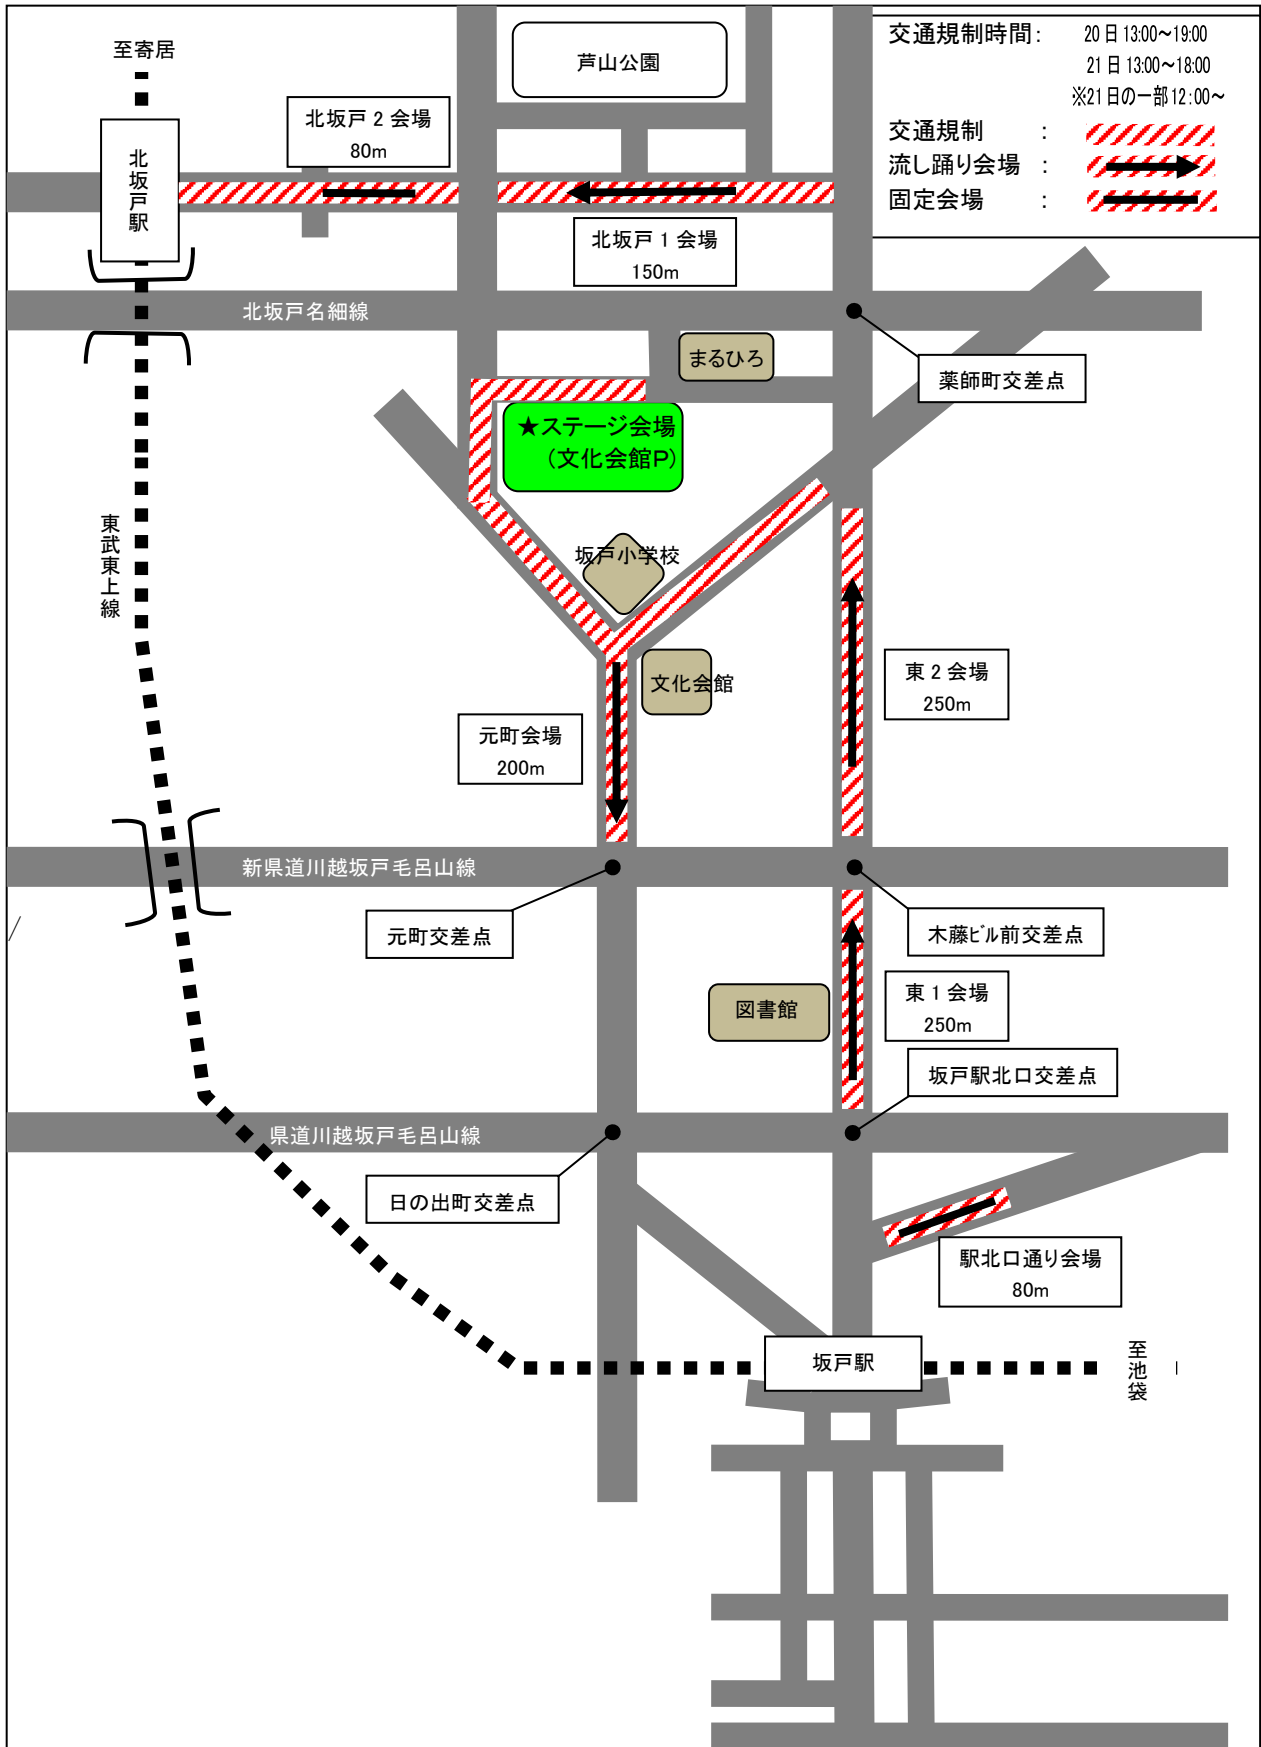 交通規制時間： 20日 13:00～19:00
21日 13:00～18:00
※21日の一部 12:00～
交通規制 ：
流し踊り会場 ：
固定会場 ：
至寄居
芦山公園
北坂戸２会場
80m
北坂戸駅
北坂戸１会場
150m
北坂戸名細線
まるひろ
薬師町交差点
★ステージ会場
（文化会館Ｐ）
東武東上線
坂戸小学校
文化会館
東２会場
250m
元町会場
200m
新県道川越坂戸毛呂山線
元町交差点
木藤ﾋﾞﾙ前交差点
図書館
東１会場
250m
坂戸駅北口交差点
県道川越坂戸毛呂山線
日の出町交差点
駅北口通り会場
80m
坂戸駅
至池袋